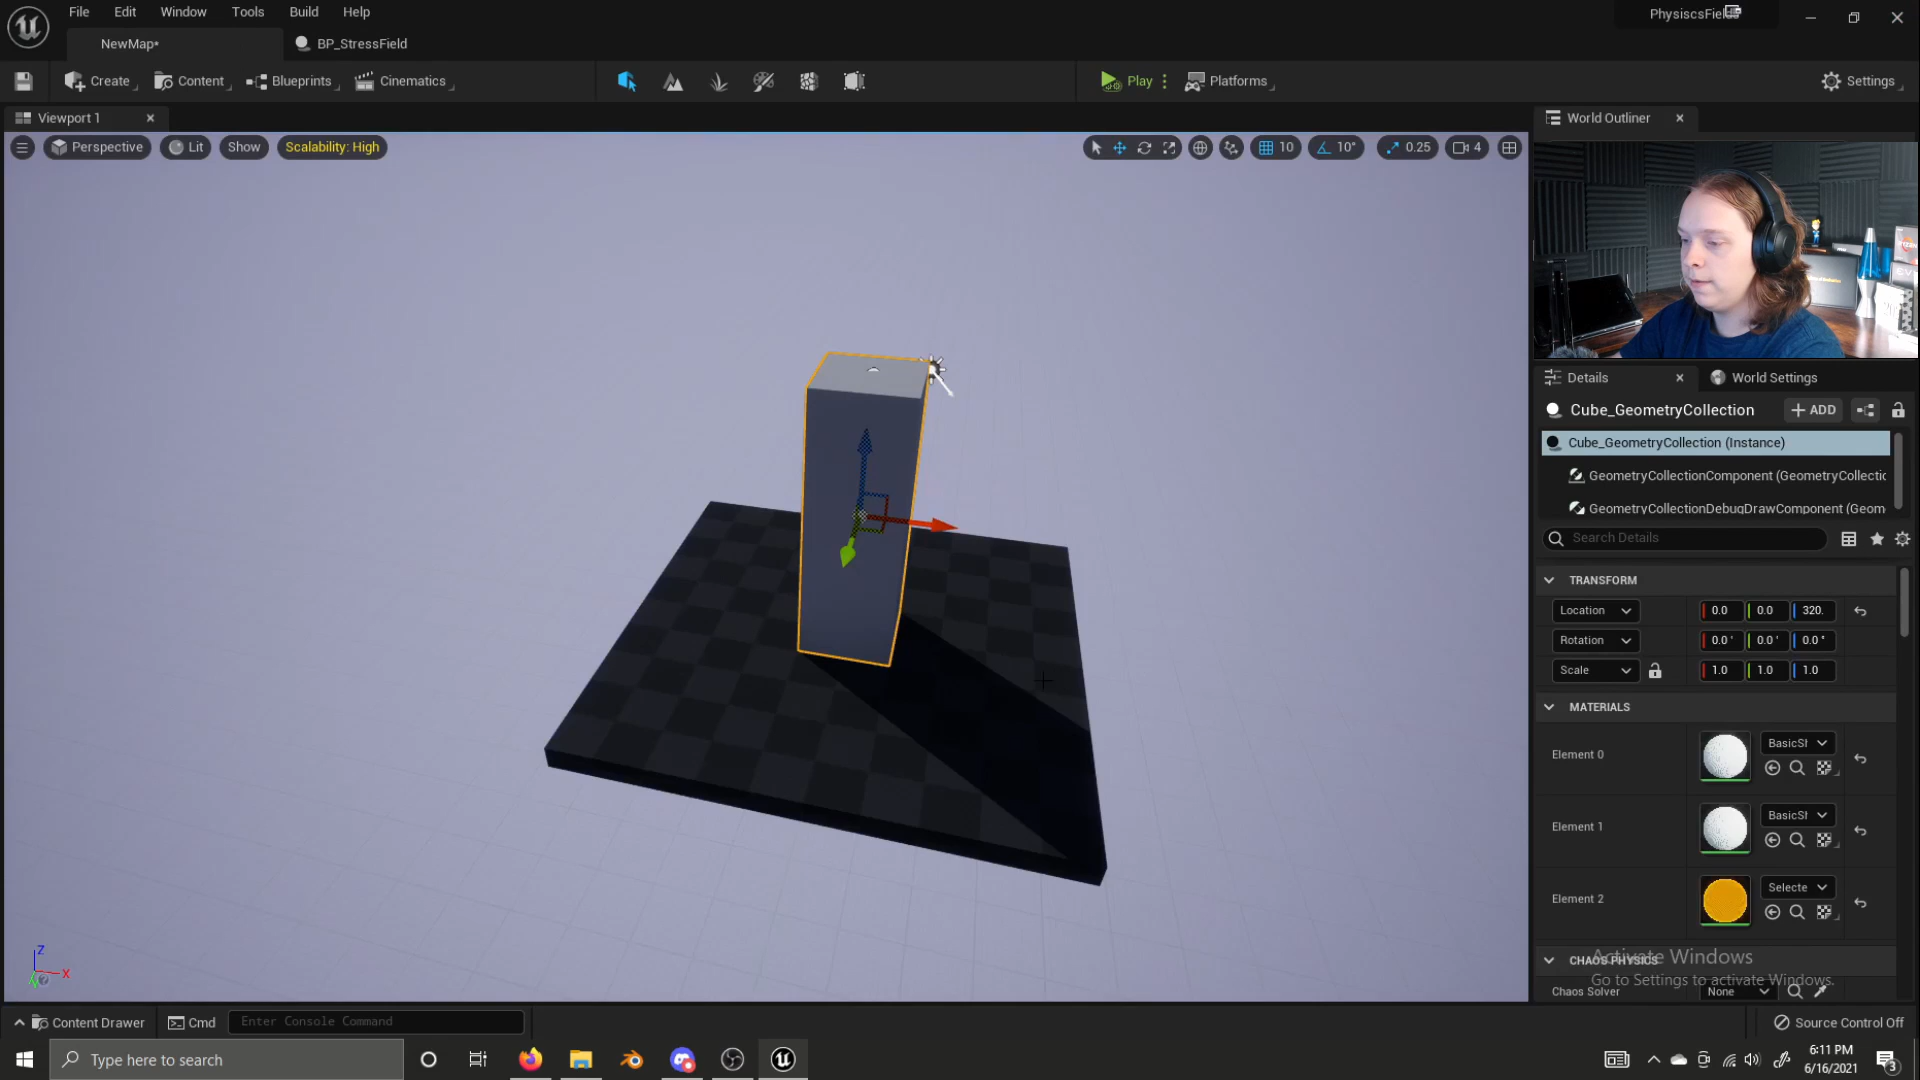 File Edit Window Tools Build Help
NewMap*
BP_StressField
Create
Content
Blueprints
Cinematics
Play
Platforms
Settings
Viewport 1
World Outliner
Perspective
Lit
Show
Scalability: High
10
10°
0.25
4
Details
World Settings
Cube_GeometryCollection
ADD
Cube_GeometryCollection (Instance)
GeometryCollectionComponent (GeometryCollectic
GeometryCollectionDebugDrawComponent (Geom
Search Details
TRANSFORM
Location
0.0 0.0 320.
Rotation
0.0° 0.0° 0.0°
Scale
1.0 1.0 1.0
MATERIALS
Element 0
BasicSh
Element 1
BasicSh
Element 2
Selecte
CHAOS PHYSICS
Activate Windows
Go to Settings to activate Windows.
Chaos Solver
None
Z
X
Content Drawer
Cmd
Enter Console Command
Source Control Off
Type here to search
6:11 PM
6/16/2021
3